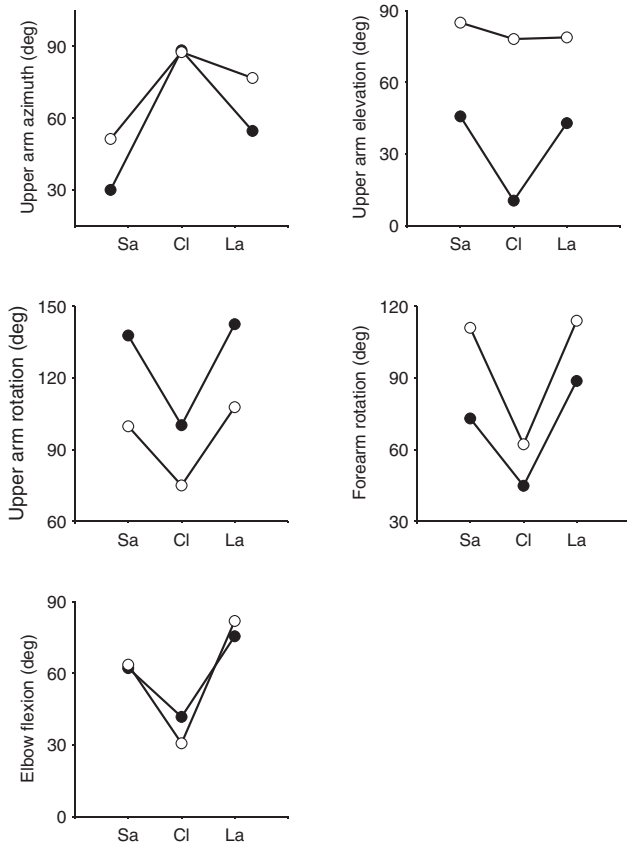 Upper arm azimuth (deg)
90
60
30
Sa Cl La
Upper arm elevation (deg)
90
60
30
0
Sa Cl La
Upper arm rotation (deg)
150
120
90
60
Sa Cl La
Forearm rotation (deg)
120
90
60
30
Sa Cl La
Elbow flexion (deg)
90
60
30
0
Sa Cl La